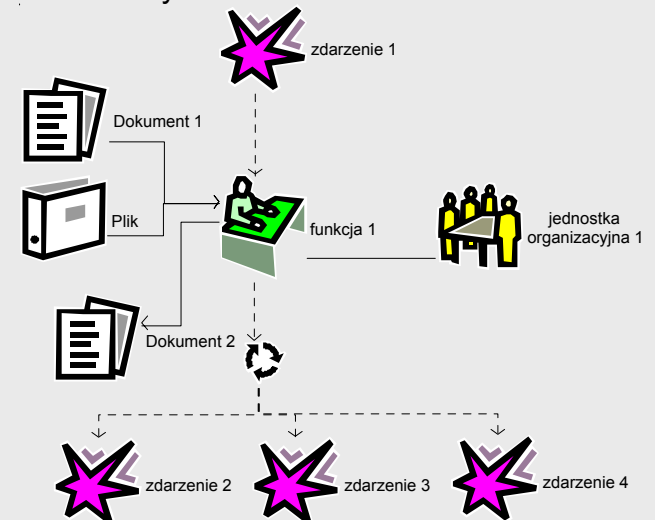 zdarzenie 1
Dokument 1
Plik
funkcja 1
jednostka
organizacyjna 1
Dokument 2
zdarzenie 2
zdarzenie 3
zdarzenie 4